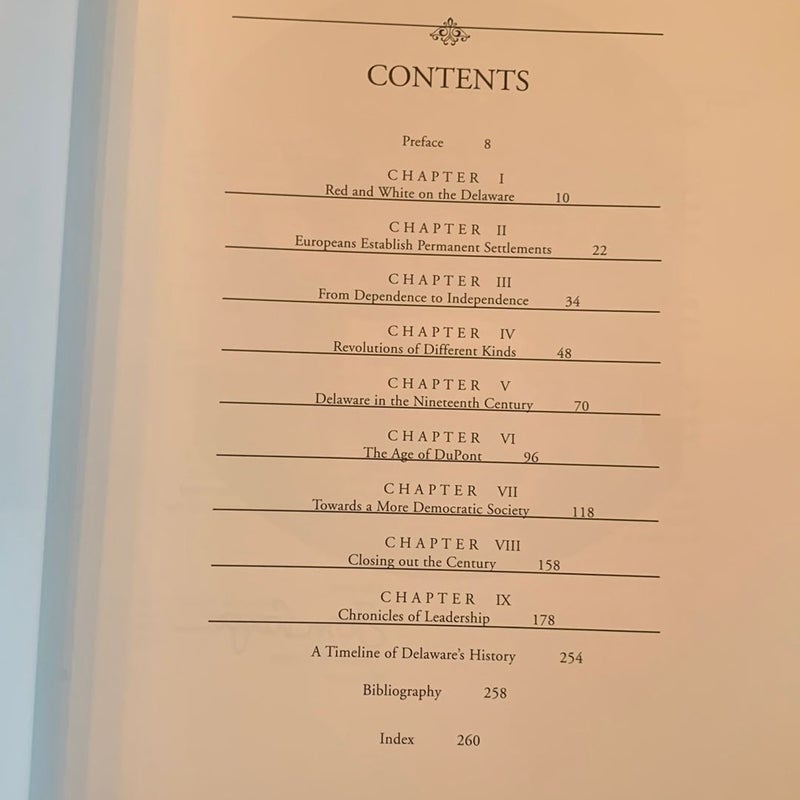 CONTENTS
Preface 8
CHAPTER I
Red and White on the Delaware 10
CHAPTER II
Europeans Establish Permanent Settlements 22
CHAPTER III
From Dependence to Independence 34
CHAPTER IV
Revolutions of Different Kinds 48
CHAPTER V
Delaware in the Nineteenth Century 70
CHAPTER VI
The Age of DuPont 96
CHAPTER VII
Towards a More Democratic Society 118
CHAPTER VIII
Closing out the Century 158
CHAPTER IX
Chronicles of Leadership 178
A Timeline of Delaware's History 254
Bibliography 258
Index 260